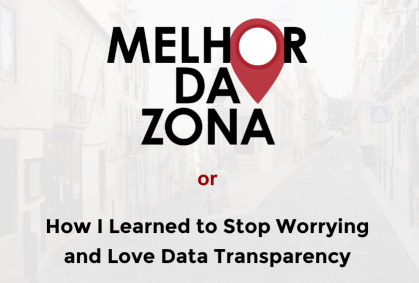 MELHOR
DA
ZONA
or
How I Learned to Stop Worrying
and Love Data Transparency